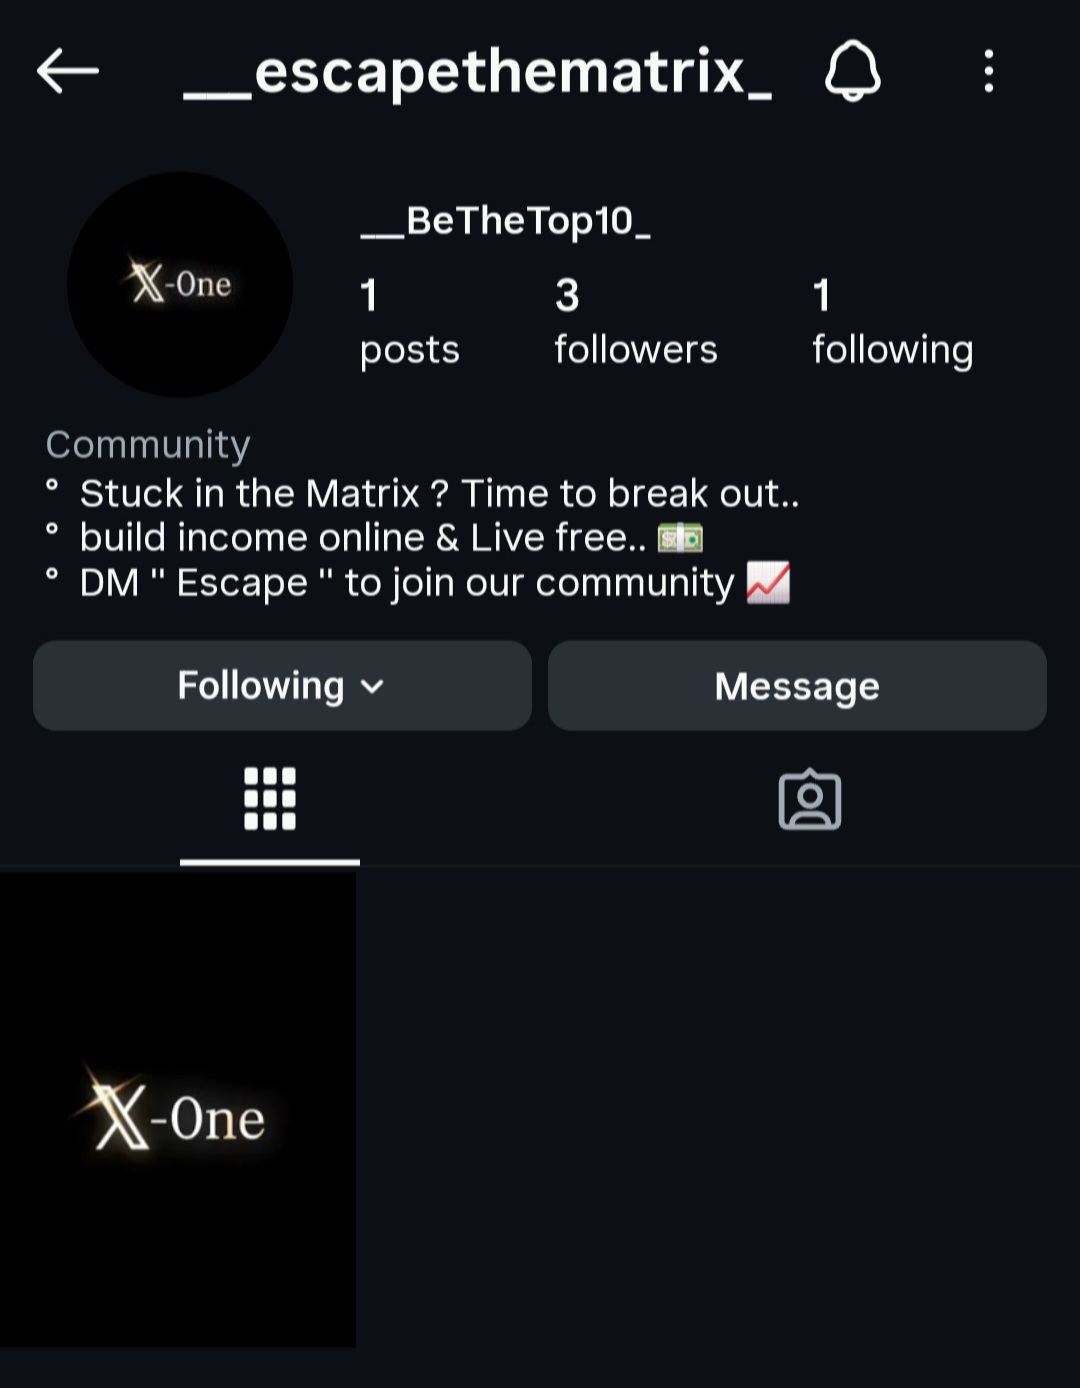 ___escapethematrix_
X-One
__BeTheTop10_
1 3 1
posts followers following
Community
° Stuck in the Matrix ? Time to break out..
° build income online & Live free.. 💵
° DM " Escape " to join our community 📈
Following Message
X-One